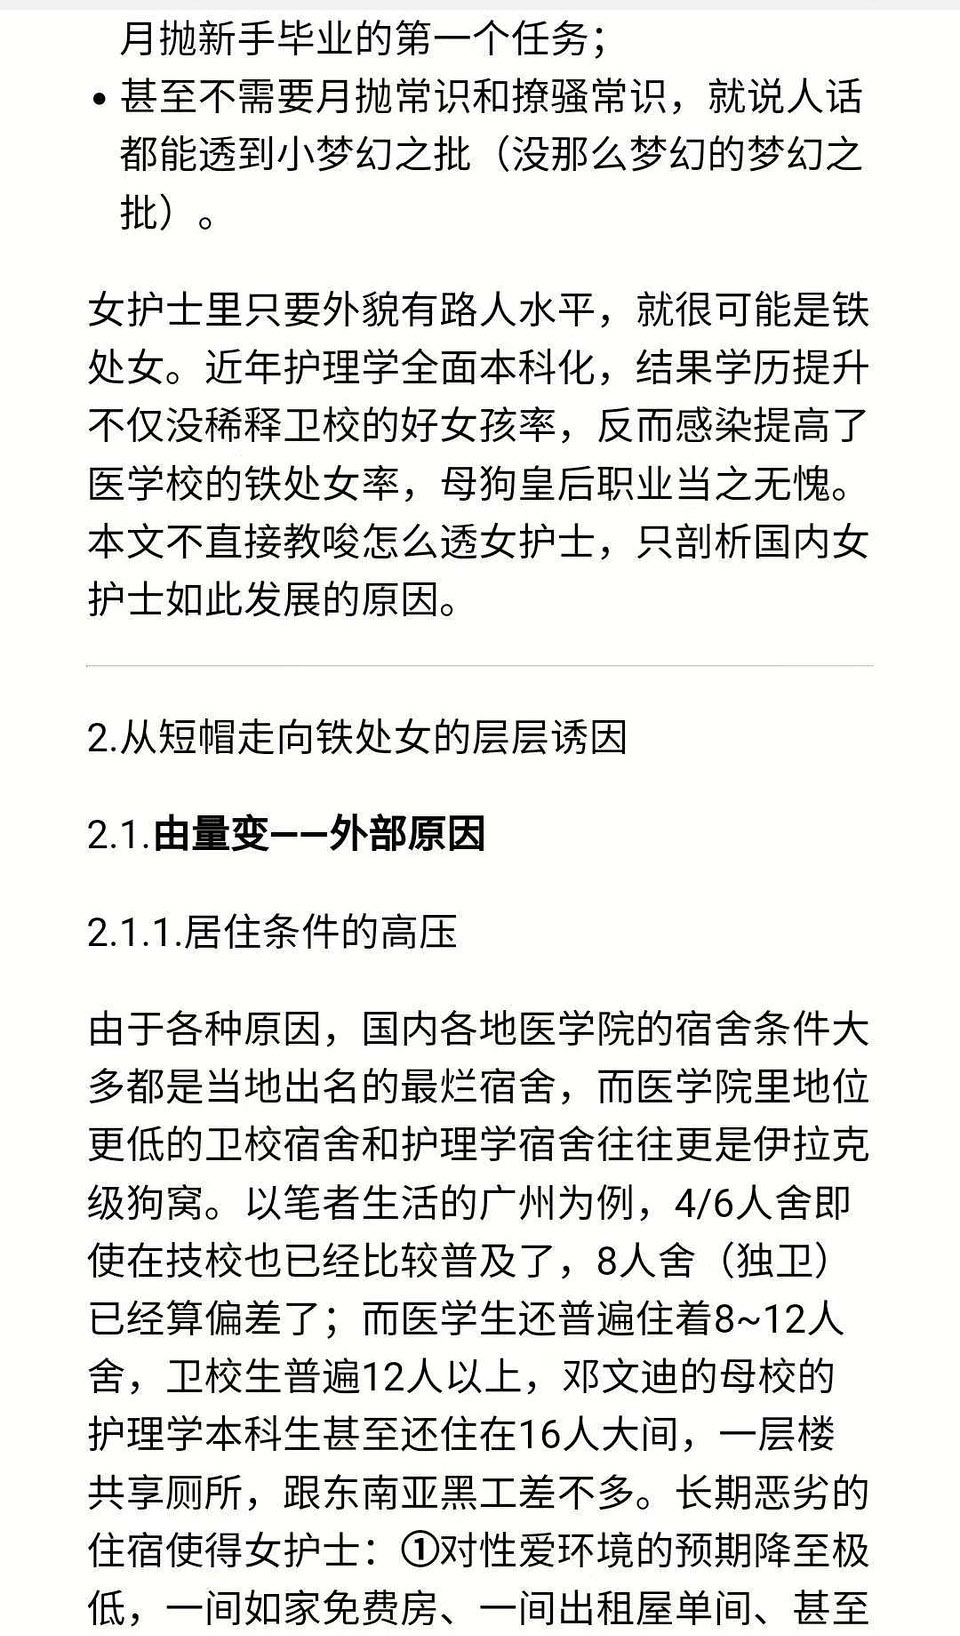 月抛新手毕业的第一个任务；
• 甚至不需要月抛常识和撩骚常识，就说人话
都能透到小梦幻之批（没那么梦幻的梦幻之
批）。
女护士里只要外貌有路人水平，就很可能是铁
处女。近年护理学全面本科化，结果学历提升
不仅没稀释卫校的好女孩率，反而感染提高了
医学校的铁处女率，母狗皇后职业当之无愧。
本文不直接教唆怎么透女护士，只剖析国内女
护士如此发展的原因。
2.从短帽走向铁处女的层层诱因
2.1.由量变——外部原因
2.1.1.居住条件的高压
由于各种原因，国内各地医学院的宿舍条件大
多都是当地出名的最烂宿舍，而医学院里地位
更低的卫校宿舍和护理学宿舍往往更是伊拉克
级狗窝。以笔者生活的广州为例，4/6人舍即
使在技校也已经比较普及了，8人舍（独卫）
已经算偏差了；而医学生还普遍住着8~12人
舍，卫校生普遍12人以上，邓文迪的母校的
护理学本科生甚至还住在16人大间，一层楼
共享厕所，跟东南亚黑工差不多。长期恶劣的
住宿使得女护士：①对性爱环境的预期降至极
低，一间如家免费房、一间出租屋单间、甚至